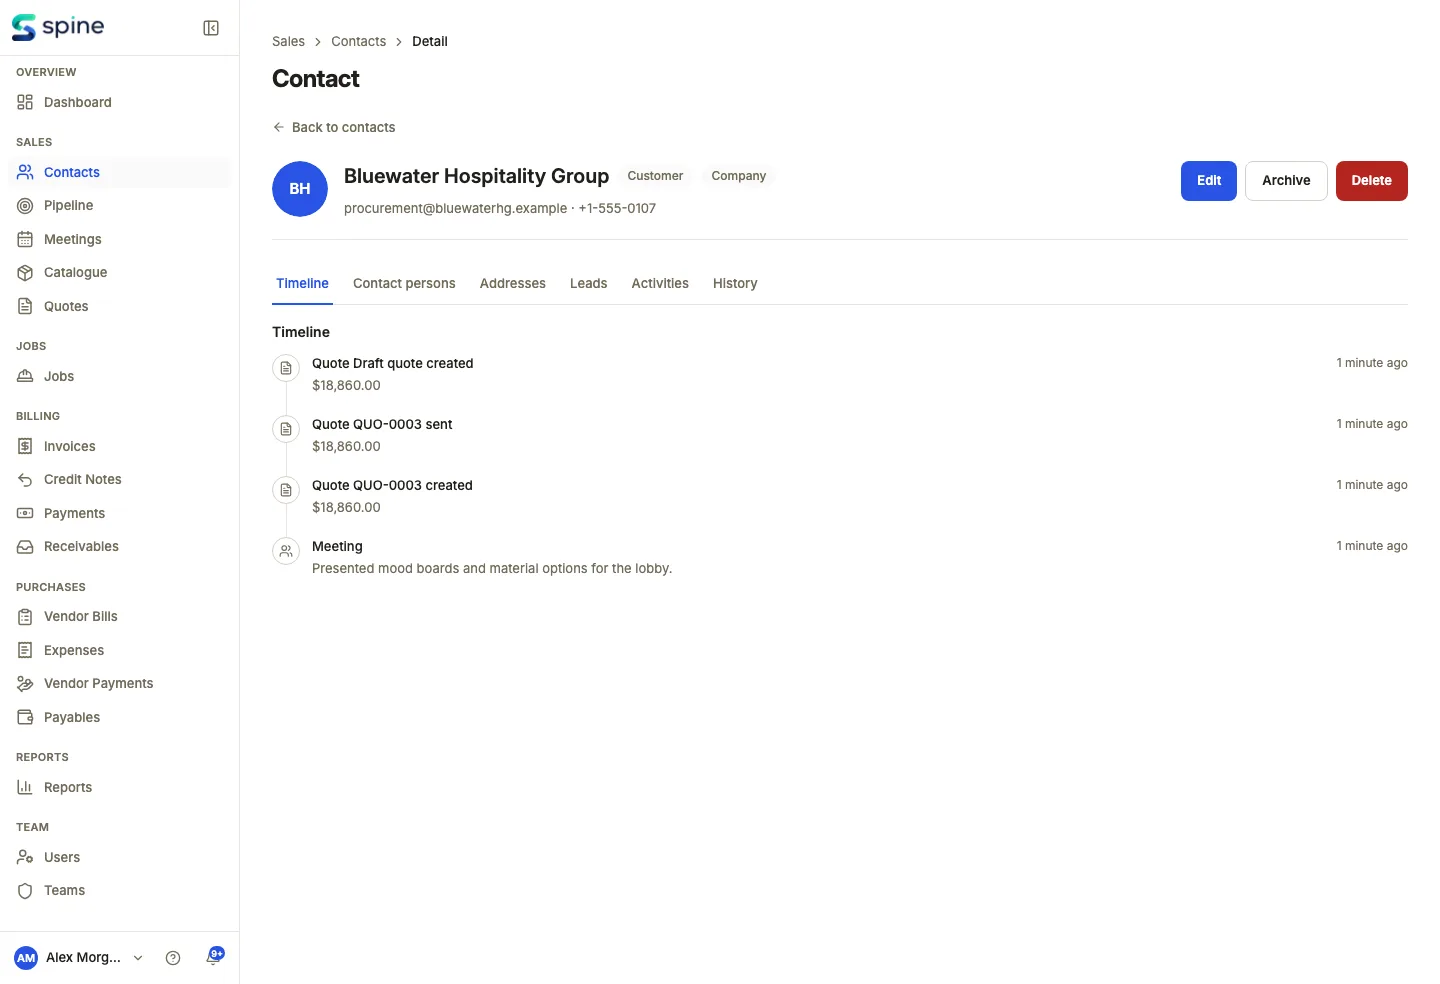 spine
OVERVIEW
Dashboard
SALES
Contacts
Pipeline
Meetings
Catalogue
Quotes
JOBS
Jobs
BILLING
Invoices
Credit Notes
Payments
Receivables
PURCHASES
Vendor Bills
Expenses
Vendor Payments
Payables
REPORTS
Reports
TEAM
Users
Teams
AM Alex Morg... 9+
Sales Contacts Detail
Contact
Back to contacts
BH
Bluewater Hospitality Group Customer Company
procurement@bluewaterhg.example · +1-555-0107
Edit Archive Delete
Timeline Contact persons Addresses Leads Activities History
Timeline
Quote Draft quote created 1 minute ago
$18,860.00
Quote QUO-0003 sent 1 minute ago
$18,860.00
Quote QUO-0003 created 1 minute ago
$18,860.00
Meeting 1 minute ago
Presented mood boards and material options for the lobby.